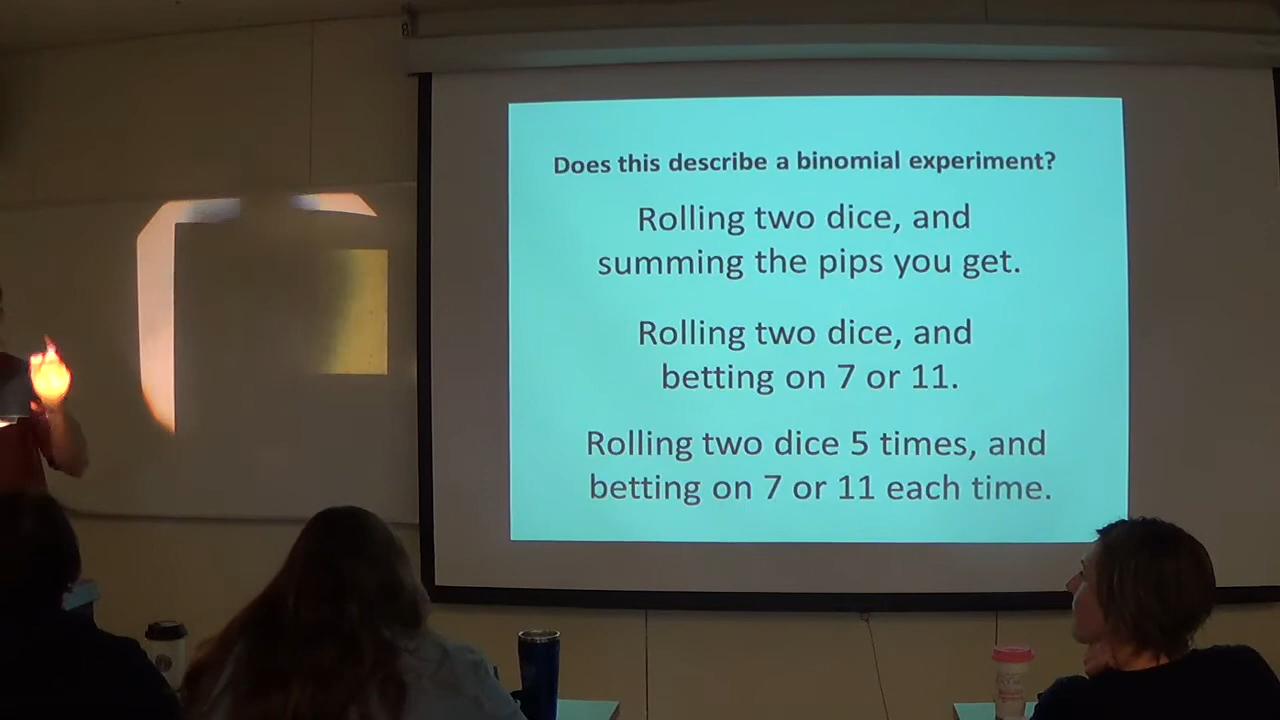 Does this describe a binomial experiment?
Rolling two dice, and
summing the pips you get.
Rolling two dice, and
betting on 7 or 11.
Rolling two dice 5 times, and
betting on 7 or 11 each time.